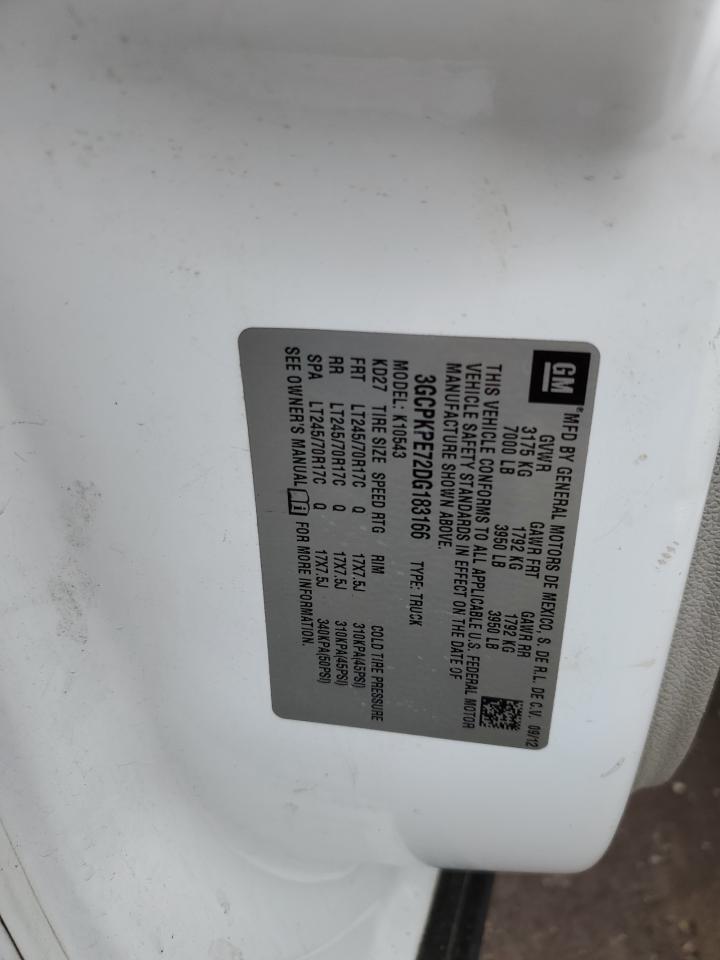 GM® MFD BY GENERAL MOTORS DE MEXICO, S. DE R.L. DE C.V. 09/12
GVWR GAWR FRT GAWR RR
3175 KG 1792 KG 1792 KG
7000 LB 3950 LB 3950 LB
THIS VEHICLE CONFORMS TO ALL APPLICABLE U.S. FEDERAL MOTOR
VEHICLE SAFETY STANDARDS IN EFFECT ON THE DATE OF
MANUFACTURE SHOWN ABOVE.
3GCPKPE72DG183166 TYPE: TRUCK
MODEL: K10543
KD27 TIRE SIZE SPEED RTG RIM COLD TIRE PRESSURE
FRT LT245/70R17C Q 17X7.5J 310KPA(45PSI)
RR LT245/70R17C Q 17X7.5J 310KPA(45PSI)
SPA LT245/70R17C Q 17X7.5J 340KPA(50PSI)
SEE OWNER'S MANUAL FOR MORE INFORMATION.